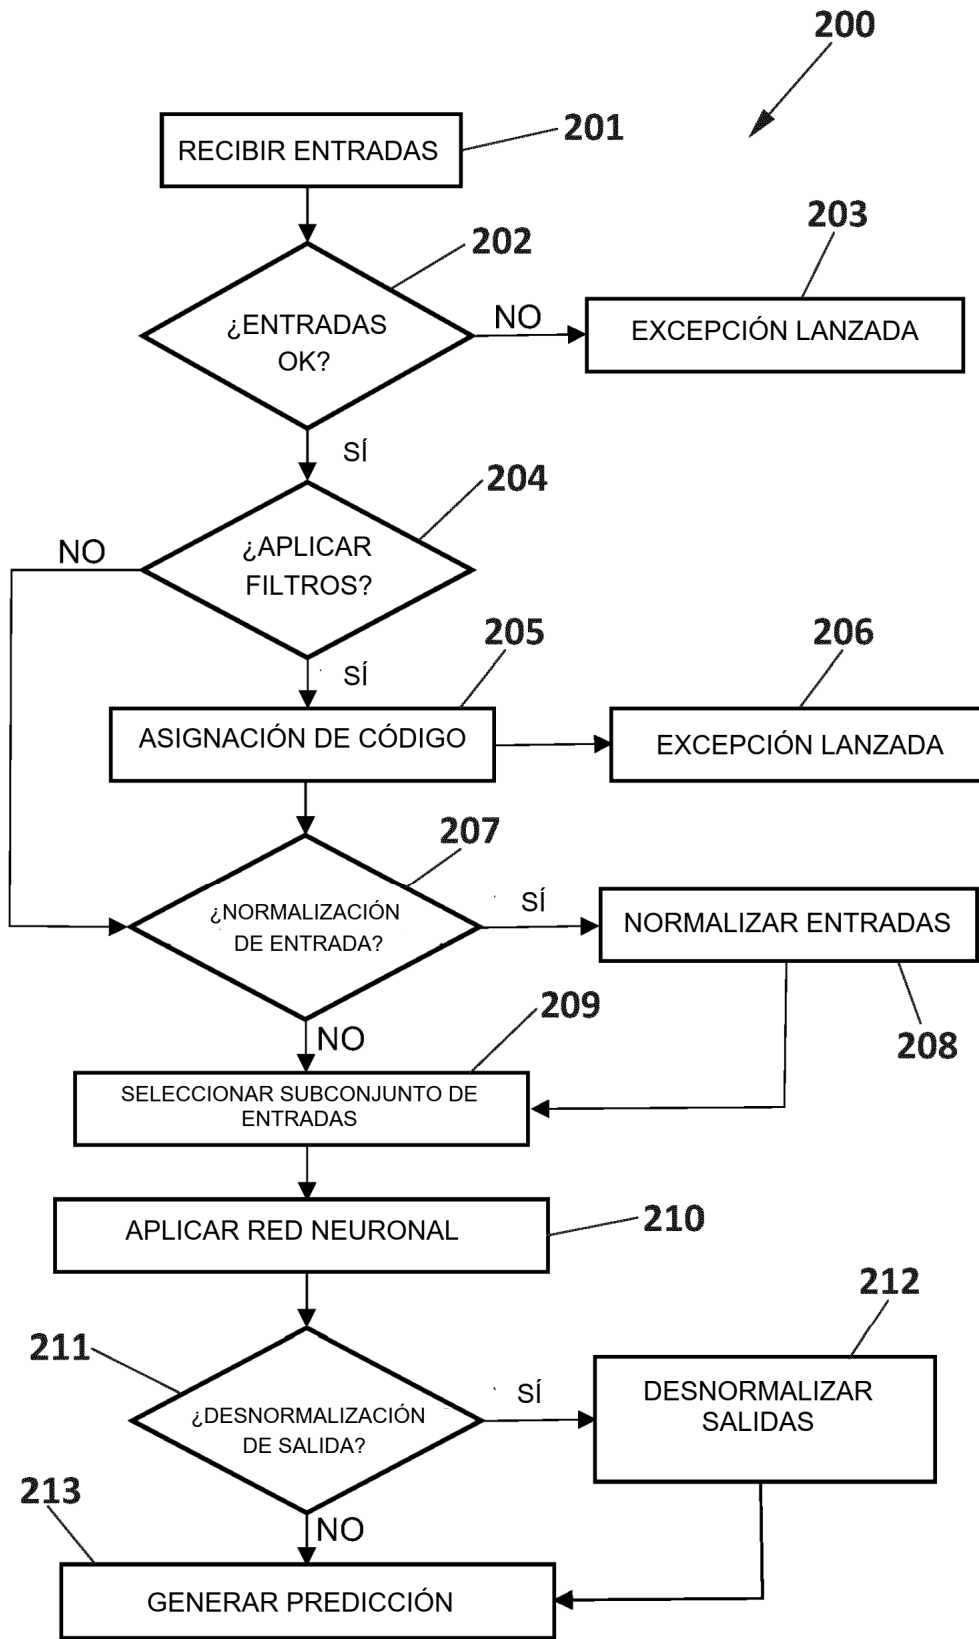 200
201
RECIBIR ENTRADAS
202
203
¿ENTRADAS
OK?
NO
EXCEPCIÓN LANZADA
SÍ
204
NO
¿APLICAR
FILTROS?
SÍ
205
206
ASIGNACIÓN DE CÓDIGO
EXCEPCIÓN LANZADA
207
¿NORMALIZACIÓN
DE ENTRADA?
SÍ
NORMALIZAR ENTRADAS
208
209
NO
SELECCIONAR SUBCONJUNTO DE
ENTRADAS
APLICAR RED NEURONAL
210
211
212
¿DESNORMALIZACIÓN
DE SALIDA?
SÍ
DESNORMALIZAR
SALIDAS
213
NO
GENERAR PREDICCIÓN